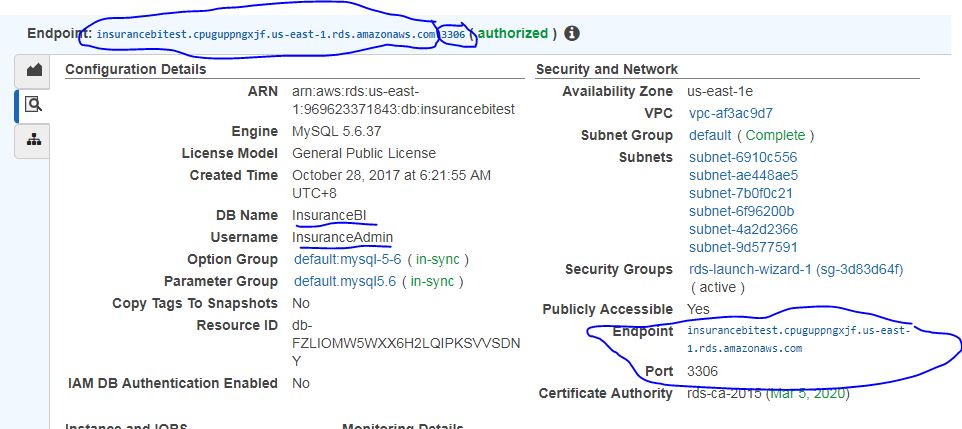 Endpoint: insurancebitest.cpuguppngxjf.us-east-1.rds.amazonaws.com:3306 ( authorized )
Configuration Details
ARN arn:aws:rds:us-east-
1:969623371843:db:insurancebitest
Engine MySQL 5.6.37
License Model General Public License
Created Time October 28, 2017 at 6:21:55 AM
UTC+8
DB Name InsuranceBI
Username InsuranceAdmin
Option Group default:mysql-5-6 ( in-sync )
Parameter Group default.mysql5.6 ( in-sync )
Copy Tags To Snapshots No
Resource ID db-
FZLIOMW5WXX6H2LQIPKSVVSDN
Y
IAM DB Authentication Enabled No
Instance and IOPS
Security and Network
Availability Zone us-east-1e
VPC vpc-af3ac9d7
Subnet Group default ( Complete )
Subnets subnet-6910c556
subnet-ae448ae5
subnet-7b0f0c21
subnet-6f96200b
subnet-4a2d2366
subnet-9d577591
Security Groups rds-launch-wizard-1 (sg-3d83d64f)
( active )
Publicly Accessible Yes
Endpoint insurancebitest.cpuguppngxjf.us-east-
1.rds.amazonaws.com
Port 3306
Certificate Authority rds-ca-2015 (Mar 5, 2020)
Monitoring Details